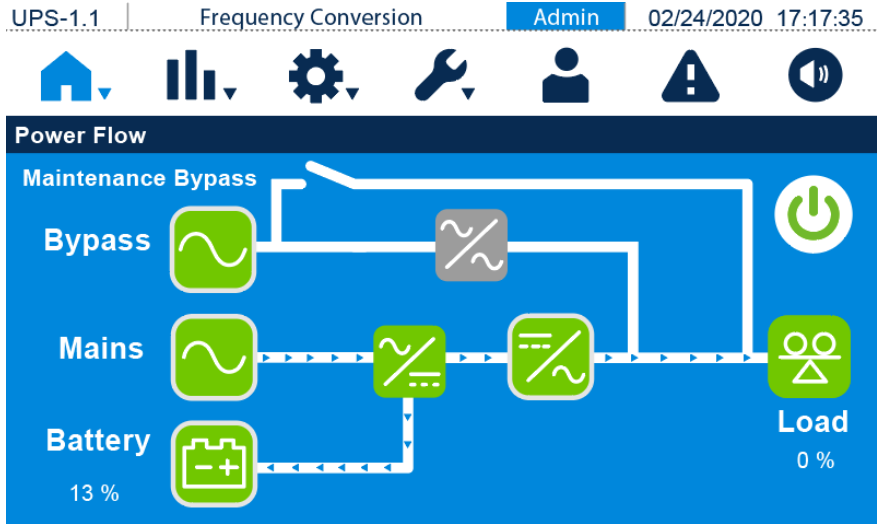 UPS-1.1 Frequency Conversion Admin 02/24/2020 17:17:35
Power Flow
Maintenance Bypass
Bypass
Mains
Battery
13 %
Load
0 %